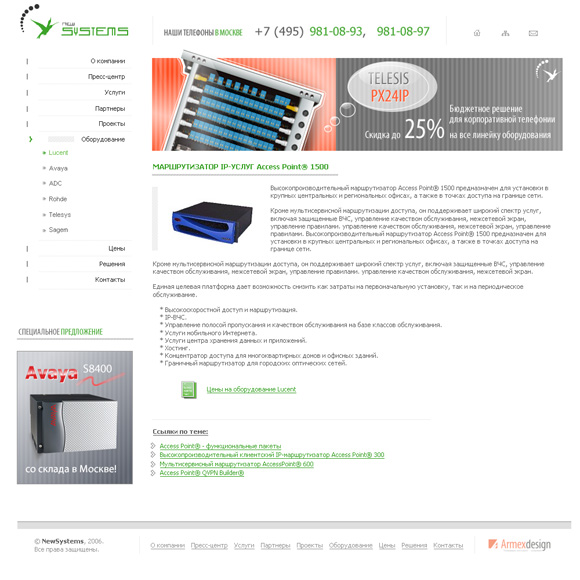 NEW
SYSTEMS
НАШИ ТЕЛЕФОНЫ В МОСКВЕ +7 (495) 981-08-93, 981-08-97
О компании
Пресс-центр
Услуги
Партнеры
Проекты
Оборудование
Lucent
Avaya
ADC
Rohde
Telesys
Sagem
Цены
Решения
Контакты
TELESIS
PX24IP
Бюджетное решение
для корпоративной телефонии
Скидка до 25% на все линейку оборудования
МАРШРУТИЗАТОР IP-УСЛУГ Access Point® 1500
Высокопроизводительный маршрутизатор Access Point® 1500 предназначен для установки в
крупных центральных и региональных офисах, а также в точках доступа на границе сети.
Кроме мультисервисной маршрутизации доступа, он поддерживает широкий спектр услуг,
включая защищенные ВЧС, управление качеством обслуживания, межсетевой экран,
управление правилами. управление качеством обслуживания, межсетевой экран, управление
правилами. Высокопроизводительный маршрутизатор Access Point® 1500 предназначен для
установки в крупных центральных и региональных офисах, а также в точках доступа на
границе сети.
Кроме мультисервисной маршрутизации доступа, он поддерживает широкий спектр услуг, включая защищенные ВЧС, управление
качеством обслуживания, межсетевой экран, управление правилами. управление качеством обслуживания, межсетевой экран.
Единая целевая платформа дает возможность снизить как затраты на первоначальную установку, так и на периодическое
обслуживание.
* Высокоскоростной доступ и маршрутизация.
* IP-ВЧС.
* Управление полосой пропускания и качеством обслуживания на базе классов обслуживания.
* Услуги мобильного Интернета.
* Услуги центра хранения данных и приложений.
* Хостинг.
* Концентратор доступа для многоквартирных домов и офисных зданий.
* Граничный маршрутизатор для городских оптических сетей.
Цены на оборудование Lucent
СПЕЦИАЛЬНОЕ ПРЕДЛОЖЕНИЕ
Avaya S8400
со склада в Москве!
Ссылки по теме:
Access Point® - функциональные пакеты
Высокопроизводительный клиентский IP-маршрутизатор Access Point® 300
Мультисервисный маршрутизатор AccessPoint® 600
Access Point® QVPN Builder®
© NewSystems, 2006.
Все права защищены.
О компании Пресс-центр Услуги Партнеры Проекты Оборудование Цены Решения Контакты
Armexdesign